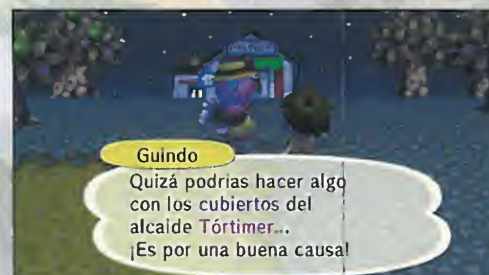 Guindo
Quizá podrías hacer algo
con los cubiertos del
alcalde Tórtimer...
¡Es por una buena causa!